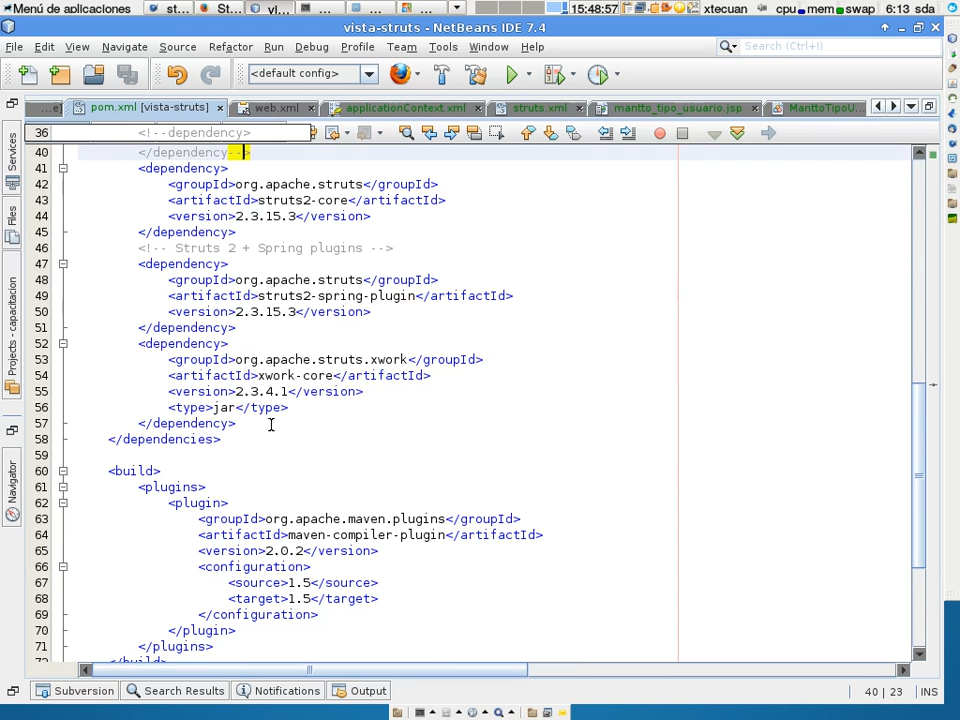 Menú de aplicaciones
st...
St...
vi...
...
...
...
...
15:48:57
xtecuan
cpu
mem
swap
6:13 sda
vista-struts - NetBeans IDE 7.4
File Edit View Navigate Source Refactor Run Debug Profile Team Tools Window Help
Search (Ctrl+I)
<default config>
...e]
pom.xml [vista-struts]
web.xml
applicationContext.xml
struts.xml
mantto_tipo_usuario.jsp
ManttoTipoU...
36 <!--dependency>
40 </dependency-->
41 <dependency>
42 <groupId>org.apache.struts</groupId>
43 <artifactId>struts2-core</artifactId>
44 <version>2.3.15.3</version>
45 </dependency>
46 <!-- Struts 2 + Spring plugins -->
47 <dependency>
48 <groupId>org.apache.struts</groupId>
49 <artifactId>struts2-spring-plugin</artifactId>
50 <version>2.3.15.3</version>
51 </dependency>
52 <dependency>
53 <groupId>org.apache.struts.xwork</groupId>
54 <artifactId>xwork-core</artifactId>
55 <version>2.3.4.1</version>
56 <type>jar</type>
57 </dependency>
58 </dependencies>
59
60 <build>
61 <plugins>
62 <plugin>
63 <groupId>org.apache.maven.plugins</groupId>
64 <artifactId>maven-compiler-plugin</artifactId>
65 <version>2.0.2</version>
66 <configuration>
67 <source>1.5</source>
68 <target>1.5</target>
69 </configuration>
70 </plugin>
71 </plugins>
72 </build>
Services
Files
Projects - capacitacion
Navigator
Subversion
Search Results
Notifications
Output
40 | 23
INS